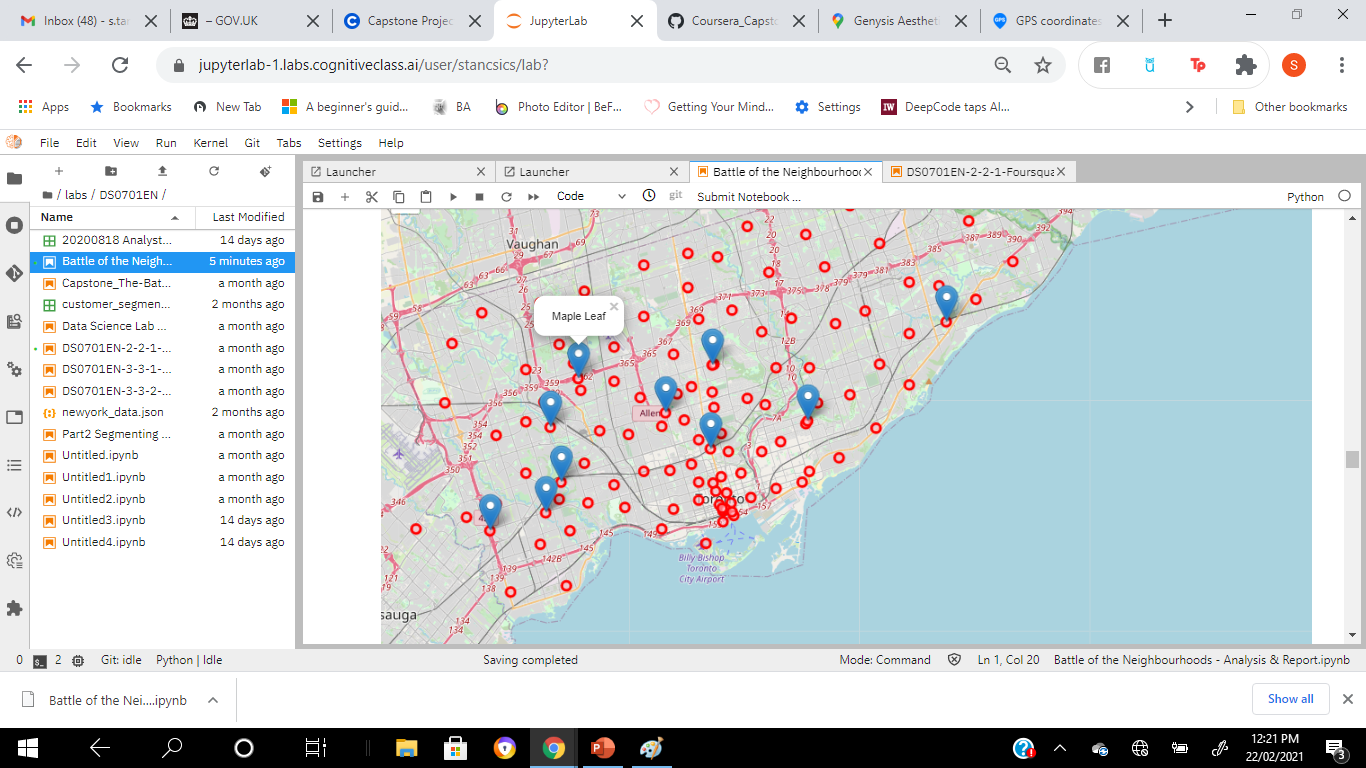 Inbox (48) - s.tar
– GOV.UK
Capstone Projec
JupyterLab
Coursera_Capst
Genysis Aestheti
GPS coordinates
jupyterlab-1.labs.cognitiveclass.ai/user/stancsics/lab?
S
Apps
Bookmarks
New Tab
A beginner's guid...
BA
Photo Editor | BeF...
Getting Your Mind...
Settings
IW
DeepCode taps AI...
Other bookmarks
File Edit View Run Kernel Git Tabs Settings Help
/ labs / DS0701EN /
Name Last Modified
20200818 Analyst... 14 days ago
Battle of the Neigh... 5 minutes ago
Capstone_The-Bat... a month ago
customer_segmen... 2 months ago
Data Science Lab ... a month ago
DS0701EN-2-2-1-... a month ago
DS0701EN-3-3-1-... a month ago
DS0701EN-3-3-2-... a month ago
newyork_data.json 2 months ago
Part2 Segmenting ... a month ago
Untitled.ipynb a month ago
Untitled1.ipynb a month ago
Untitled2.ipynb a month ago
Untitled3.ipynb 14 days ago
Untitled4.ipynb 14 days ago
Launcher
Launcher
Battle of the Neighbourhoo
DS0701EN-2-2-1-Foursqua
Code
git
Submit Notebook ...
Python
Vaughan
Maple Leaf
Allen
Toronto
Billy Bishop
Toronto
City Airport
sauga
0
2
Git: idle
Python | Idle
Saving completed
Mode: Command
Ln 1, Col 20
Battle of the Neighbourhoods - Analysis & Report.ipynb
Battle of the Nei....ipynb
Show all
12:21 PM
22/02/2021
3